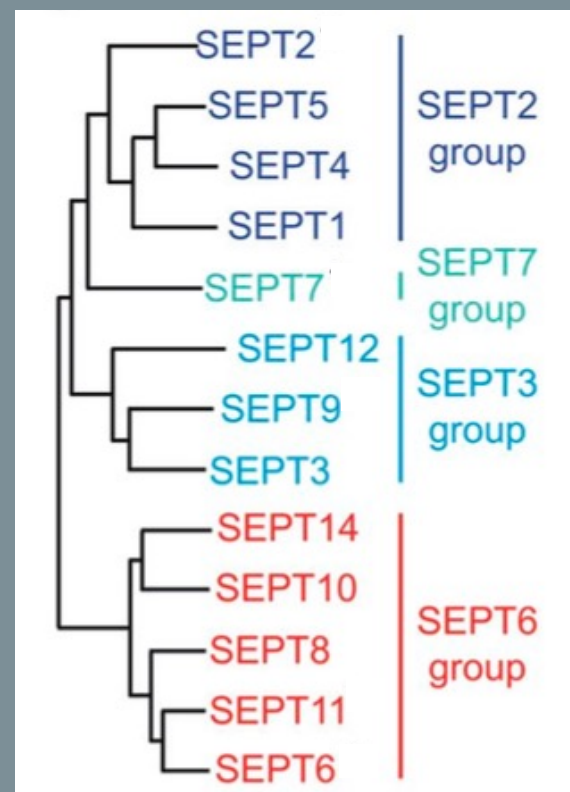 SEPT2
SEPT5
SEPT4
SEPT1
SEPT2
group
SEPT7
SEPT7
group
SEPT12
SEPT9
SEPT3
SEPT3
group
SEPT14
SEPT10
SEPT8
SEPT11
SEPT6
SEPT6
group